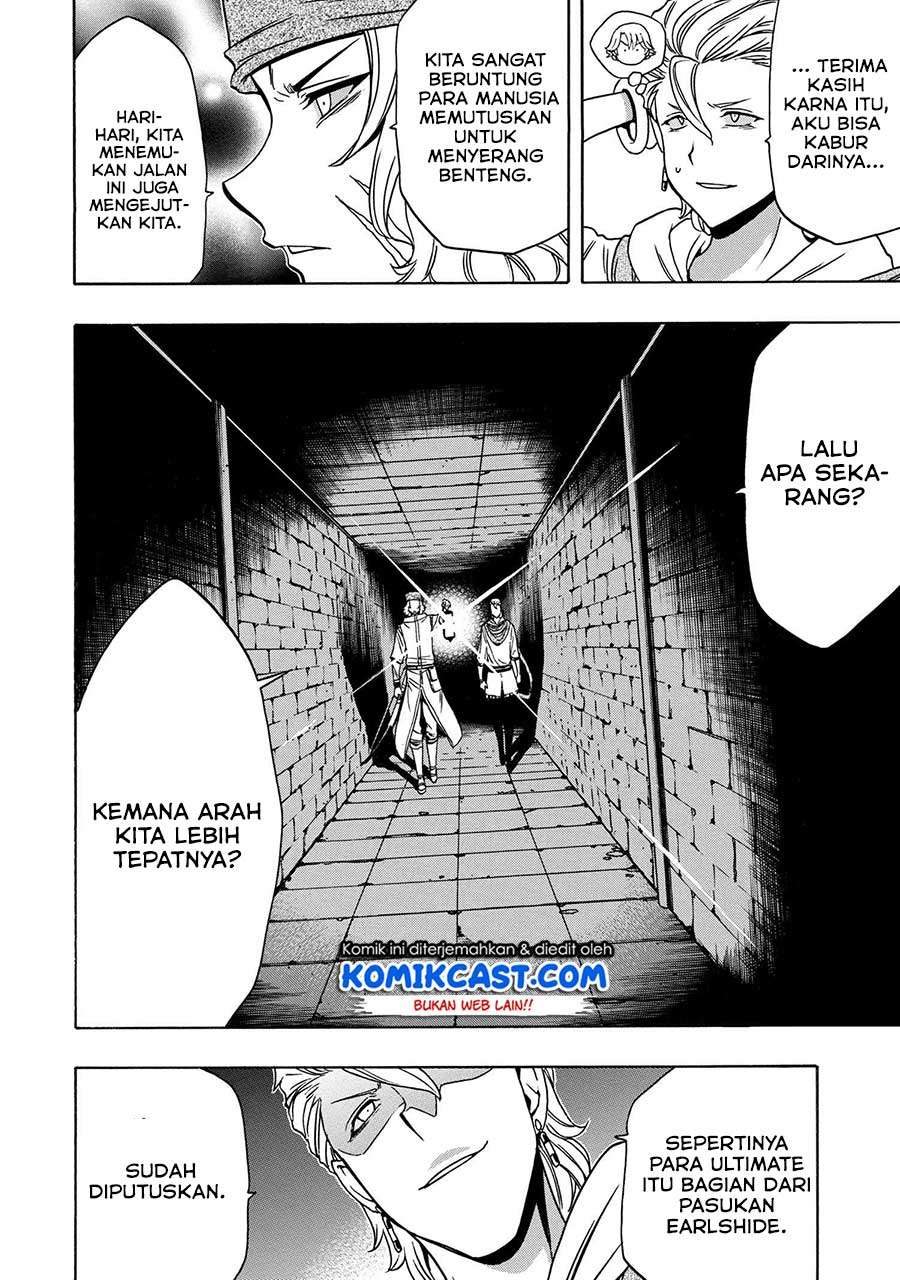 ... TERIMA
KASIH
KARNA ITU,
AKU BISA
KABUR
DARINYA...
KITA SANGAT
BERUNTUNG
PARA MANUSIA
MEMUTUSKAN
UNTUK
MENYERANG
BENTENG.
HARI-
HARI, KITA
MENEMU-
KAN JALAN
INI JUGA
MENGEJUT-
KAN KITA.
LALU
APA SEKA-
RANG?
KEMANA ARAH
KITA LEBIH
TEPATNYA?
Komik ini diterjemahkan & diedit oleh
KOMIKCAST.COM
BUKAN WEB LAIN!!
SEPERTINYA
PARA ULTIMATE
ITU BAGIAN DARI
PASUKAN
EARLSHIDE.
SUDAH
DIPUTUSKAN.